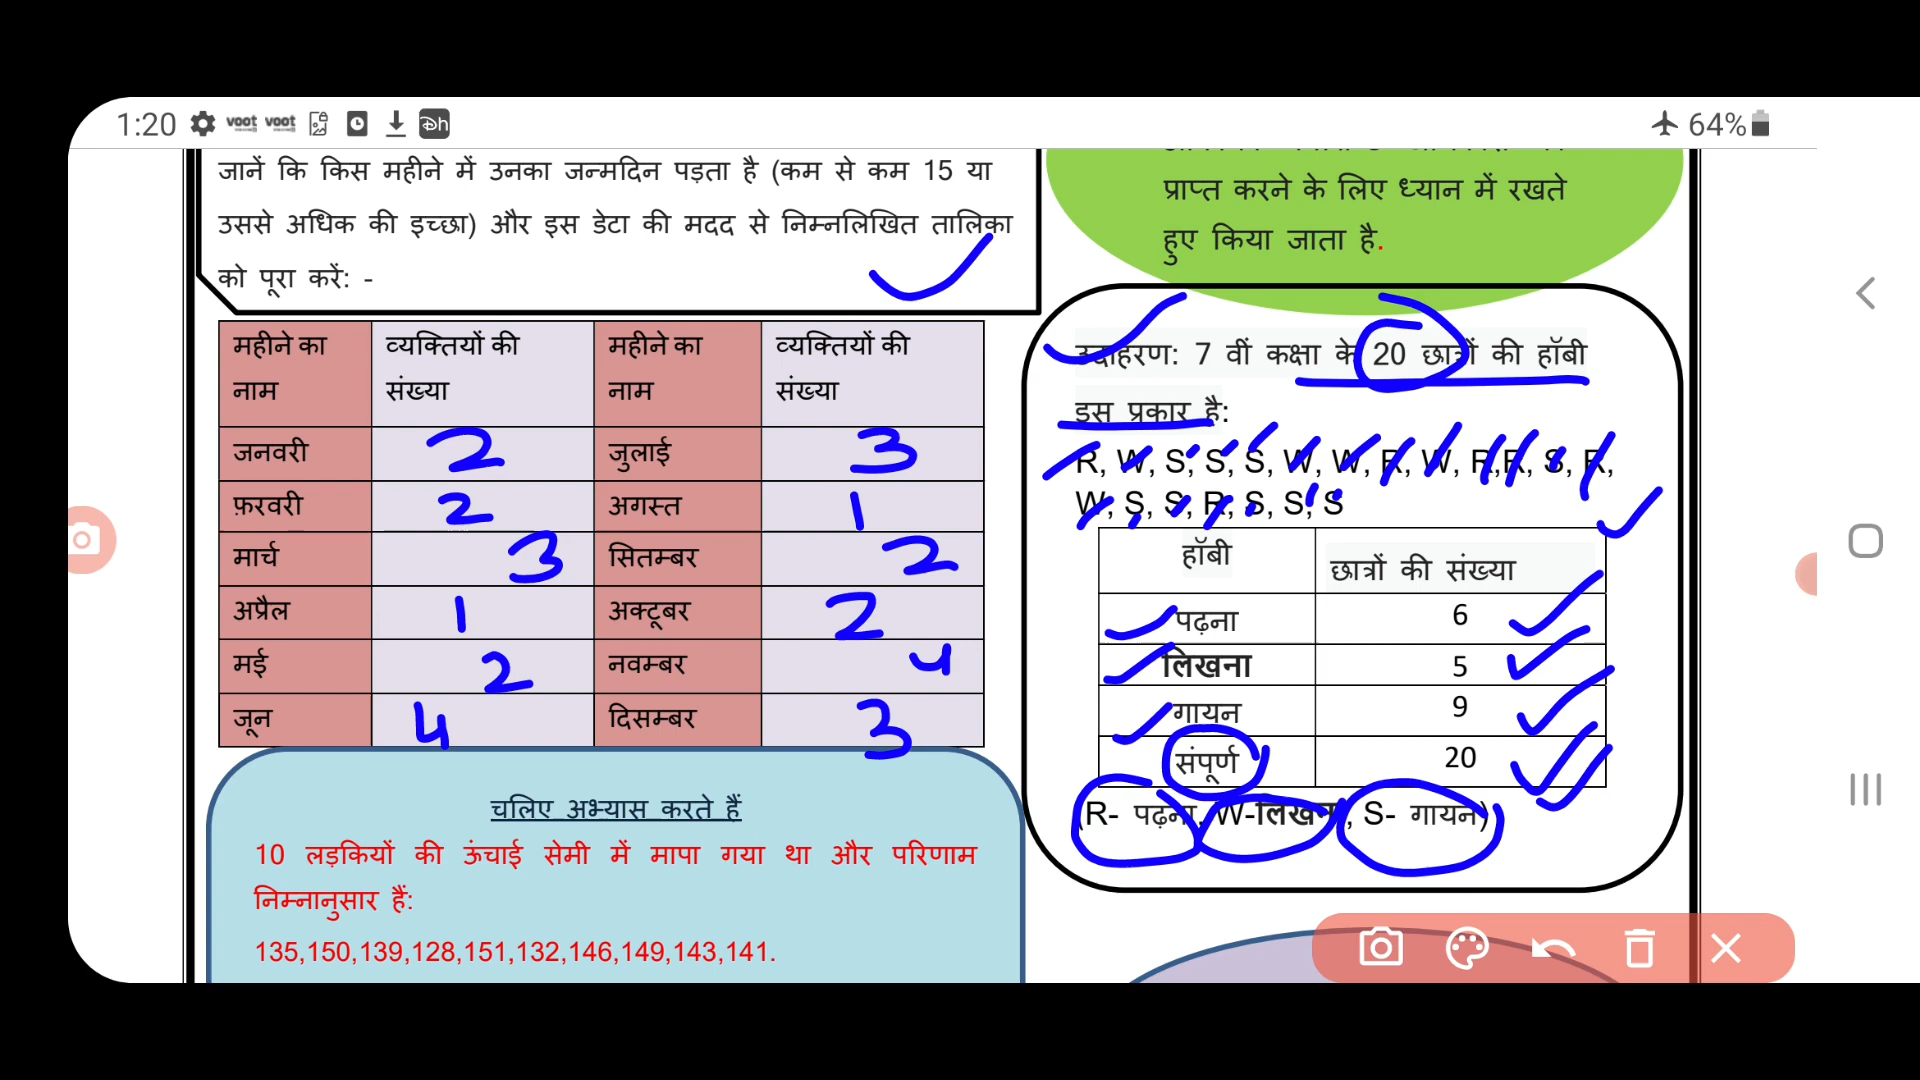 1:20 voot voot Dh 64%
जानें कि किस महीने में उनका जन्मदिन पड़ता है (कम से कम 15 या
उससे अधिक की इच्छा) और इस डेटा की मदद से निम्नलिखित तालिका
को पूरा करें: -
महीने का नाम व्यक्तियों की संख्या महीने का नाम व्यक्तियों की संख्या
जनवरी 2 जुलाई 3
फ़रवरी 2 अगस्त 1
मार्च 3 सितम्बर 2
अप्रैल 1 अक्टूबर 2
मई 2 नवम्बर 4
जून 4 दिसम्बर 3
चलिए अभ्यास करते हैं
10 लड़कियों की ऊंचाई सेमी में मापा गया था और परिणाम
निम्नानुसार हैं:
135,150,139,128,151,132,146,149,143,141.
प्राप्त करने के लिए ध्यान में रखते
हुए किया जाता है.
उदाहरण: 7 वीं कक्षा के 20 छात्रों की हॉबी
इस प्रकार है:
R, W, S, S, S, W, W, R, W, R,R, S, R,
W, S, S, R, S, S, S
हॉबी छात्रों की संख्या
पढ़ना 6
लिखना 5
गायन 9
संपूर्ण 20
(R- पढ़ना, W-लिखना, S- गायन)